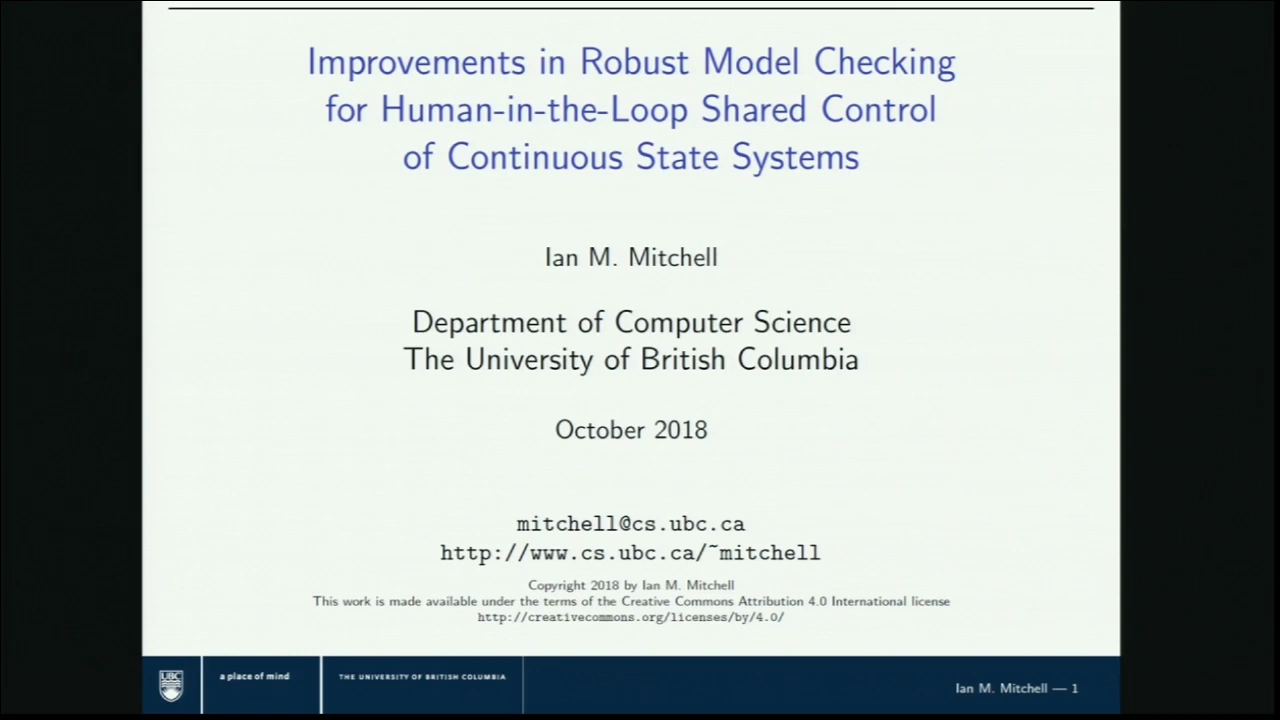 Improvements in Robust Model Checking
for Human-in-the-Loop Shared Control
of Continuous State Systems
Ian M. Mitchell
Department of Computer Science
The University of British Columbia
October 2018
mitchell@cs.ubc.ca
http://www.cs.ubc.ca/~mitchell
Copyright 2018 by Ian M. Mitchell
This work is made available under the terms of the Creative Commons Attribution 4.0 International license
http://creativecommons.org/licenses/by/4.0/
UBC
a place of mind
THE UNIVERSITY OF BRITISH COLUMBIA
Ian M. Mitchell — 1